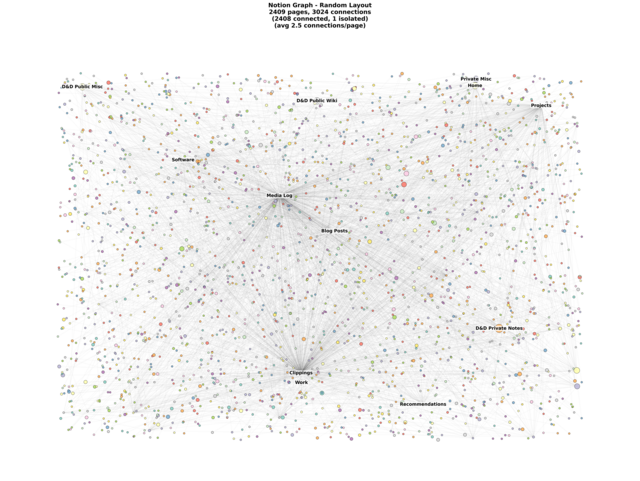 Notion Graph - Random Layout
2409 pages, 3024 connections
(2408 connected, 1 isolated)
(avg 2.5 connections/page)
Private Misc
Home
D&D Public Misc
D&D Public Wiki
Projects
Software
Media Log
Blog Posts
D&D Private Notes
Clippings
Work
Recommendations